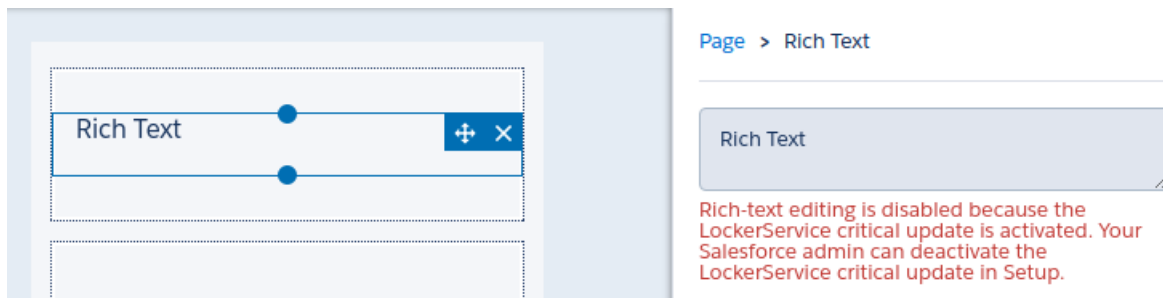 Rich Text
Page > Rich Text
Rich Text
Rich-text editing is disabled because the
LockerService critical update is activated. Your
Salesforce admin can deactivate the
LockerService critical update in Setup.